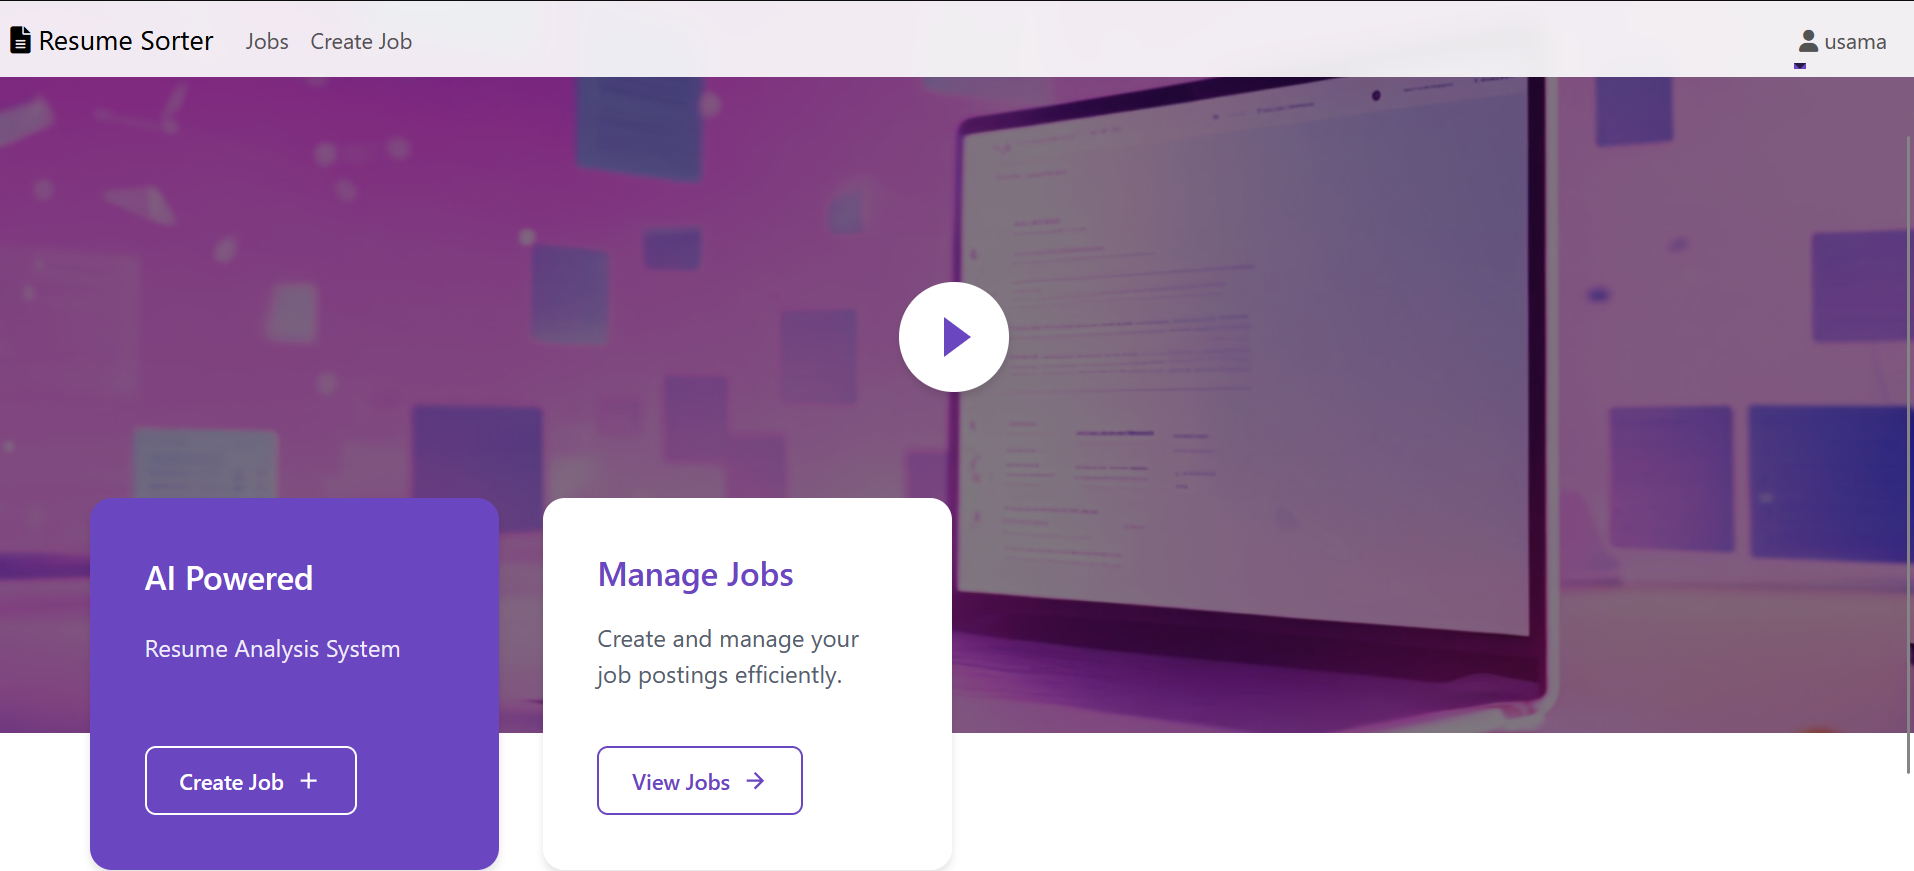 Resume Sorter
Jobs
Create Job
usama
AI Powered
Resume Analysis System
Create Job
Manage Jobs
Create and manage your
job postings efficiently.
View Jobs